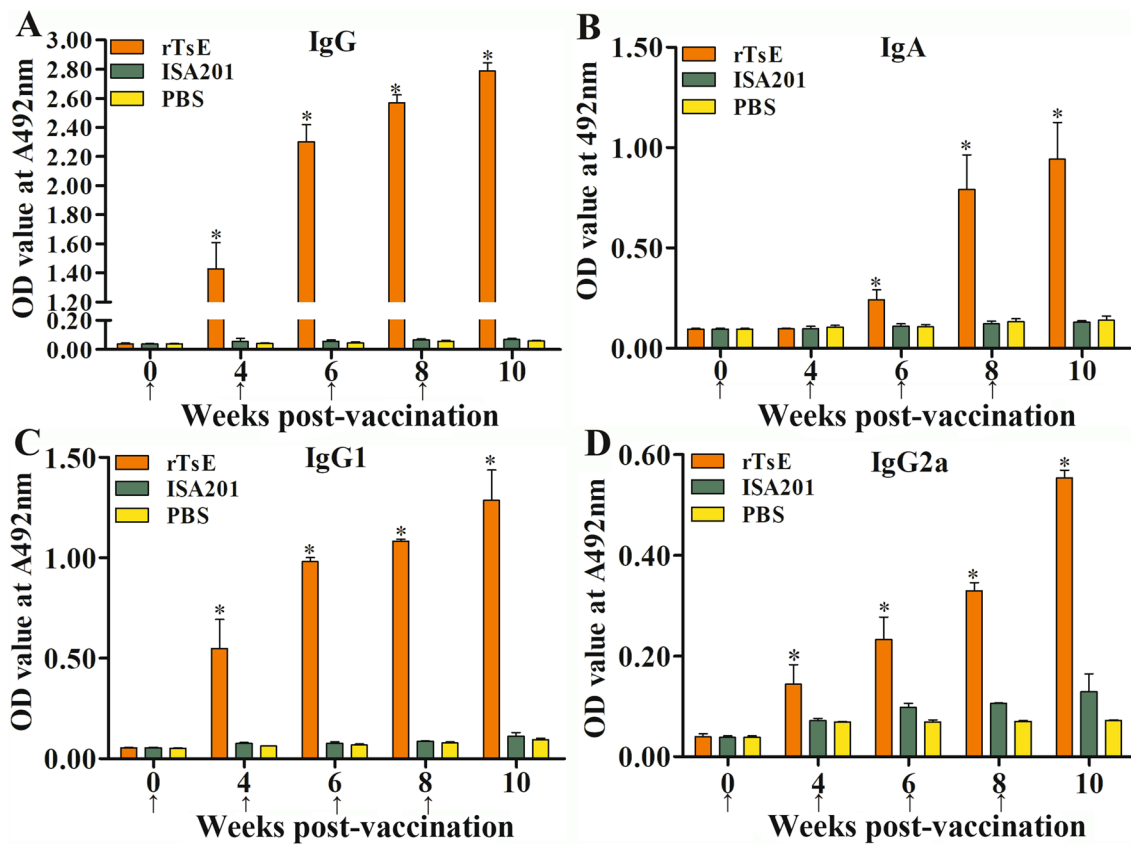 A
IgG
rTsE
ISA201
PBS
OD value at A492nm
3.00
2.80
2.60
2.40
2.20
2.00
1.80
1.60
1.40
1.20
0.20
0.00
* * * *
0 4 6 8 10
↑ ↑ ↑ ↑
Weeks post-vaccination
B
IgA
rTsE
ISA201
PBS
OD value at 492nm
1.50
1.00
0.50
0.00
* * *
0 4 6 8 10
↑ ↑ ↑ ↑
Weeks post-vaccination
C
IgG1
rTsE
ISA201
PBS
OD value at A492nm
1.50
1.00
0.50
0.00
* * * *
0 4 6 8 10
↑ ↑ ↑ ↑
Weeks post-vaccination
D
IgG2a
rTsE
ISA201
PBS
OD value at A492nm
0.60
0.40
0.20
0.00
* * * *
0 4 6 8 10
↑ ↑ ↑ ↑
Weeks post-vaccination